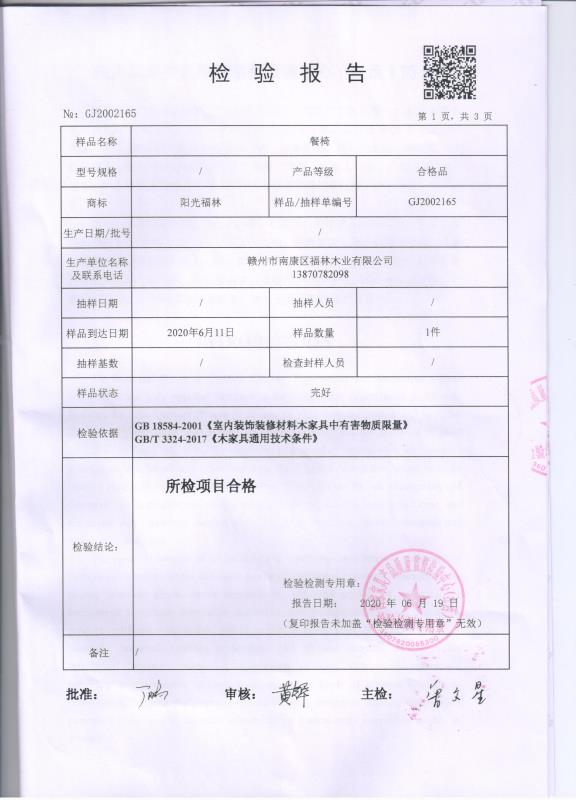 检 验 报 告
№: GJ2002165
第 1 页, 共 3 页
样品名称 餐椅
型号规格 / 产品等级 合格品
商标 阳光福林 样品/抽样单编号 GJ2002165
生产日期/批号 /
生产单位名称及联系电话 赣州市南康区福林木业有限公司
13870782098
抽样日期 / 抽样人员 /
样品到达日期 2020年6月11日 样品数量 1件
抽样基数 / 检查封样人员 /
样品状态 完好
检验依据 GB 18584-2001《室内装饰装修材料木家具中有害物质限量》
GB/T 3324-2017《木家具通用技术条件》
所检项目合格
检验结论:
检验检测专用章:
报告日期: 2020 年 06 月 19 日
(复印报告未加盖“检验检测专用章”无效)
备注 /
批准: 审核: 主检: 曾文星